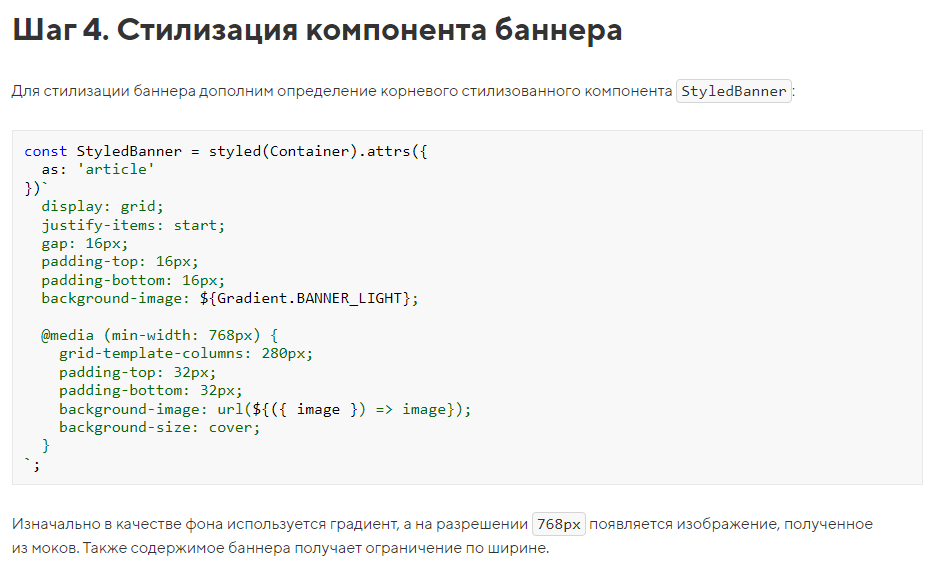 Шаг 4. Стилизация компонента баннера
Для стилизации баннера дополним определение корневого стилизованного компонента StyledBanner:
const StyledBanner = styled(Container).attrs({
  as: 'article'
})`
  display: grid;
  justify-items: start;
  gap: 16px;
  padding-top: 16px;
  padding-bottom: 16px;
  background-image: ${Gradient.BANNER_LIGHT};

  @media (min-width: 768px) {
    grid-template-columns: 280px;
    padding-top: 32px;
    padding-bottom: 32px;
    background-image: url(${({ image }) => image});
    background-size: cover;
  }
`;
Изначально в качестве фона используется градиент, а на разрешении 768px появляется изображение, полученное
из моков. Также содержимое баннера получает ограничение по ширине.